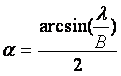 α = arcsin(λ/B) / 2